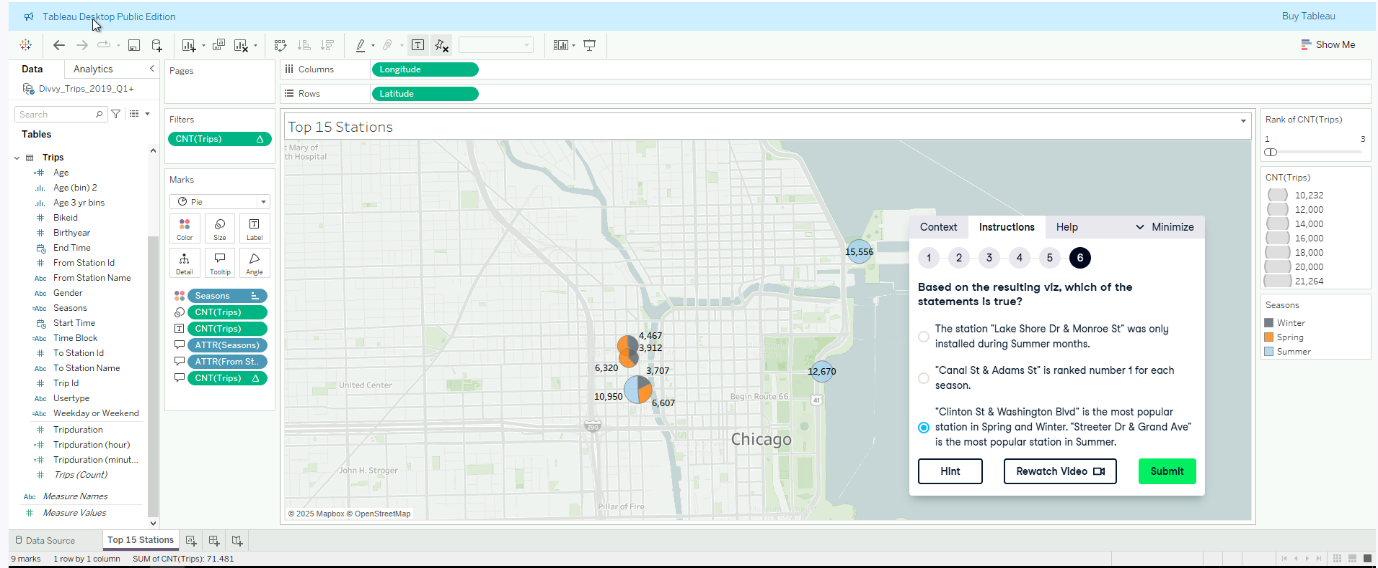 Tableau Desktop Public Edition
Buy Tableau
Show Me
Data
Analytics
Divvy_Trips_2019_Q1+
Search
Tables
Trips
Age
Age (bin) 2
Age 3 yr bins
Bikeid
Birthyear
End Time
From Station Id
From Station Name
Gender
Seasons
Start Time
Time Block
To Station Id
To Station Name
Trip Id
Usertype
Weekday or Weekend
Tripduration
Tripduration (hour)
Tripduration (minut...
Trips (Count)
Measure Names
Measure Values
Pages
Filters
CNT(Trips)
Marks
Pie
Color
Size
Label
Detail
Tooltip
Angle
Seasons
CNT(Trips)
CNT(Trips)
ATTR(Seasons)
ATTR(From St..
CNT(Trips)
Columns
Longitude
Rows
Latitude
Top 15 Stations
t Mary of
th Hospital
15,556
4,467
3,912
6,320
3,707
12,670
10,950
6,607
United Center
Begin Route 66
41
290
Chicago
John H. Stroger
Pillar of Fire
© 2025 Mapbox © OpenStreetMap
Context
Instructions
Help
Minimize
1 2 3 4 5 6
Based on the resulting viz, which of the
statements is true?
The station "Lake Shore Dr & Monroe St" was only
installed during Summer months.
"Canal St & Adams St" is ranked number 1 for each
season.
"Clinton St & Washington Blvd" is the most popular
station in Spring and Winter. "Streeter Dr & Grand Ave"
is the most popular station in Summer.
Hint
Rewatch Video
Submit
Rank of CNT(Trips)
1 3
CNT(Trips)
10,232
12,000
14,000
16,000
18,000
20,000
21,264
Seasons
Winter
Spring
Summer
Data Source
Top 15 Stations
9 marks
1 row by 1 column
SUM of CNT(Trips): 71,481